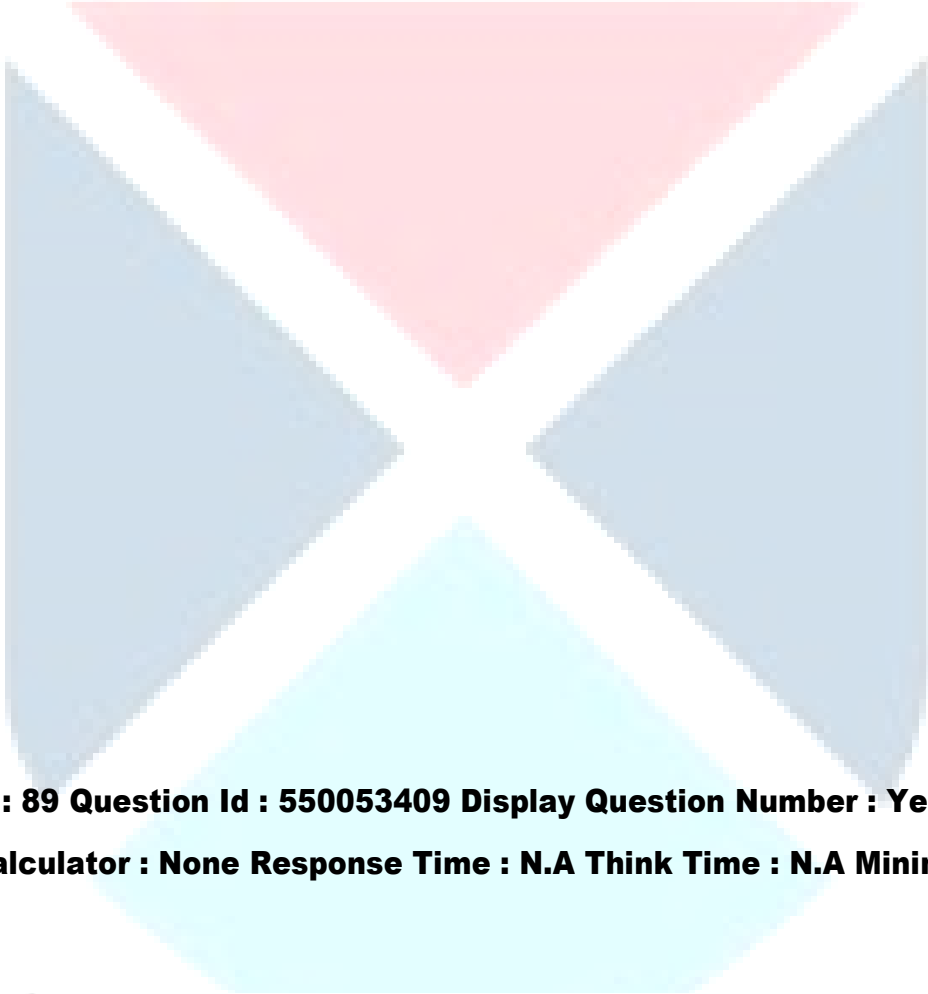 : 89 Question Id : 550053409 Display Question Number : Ye
alculator : None Response Time : N.A Think Time : N.A Minir